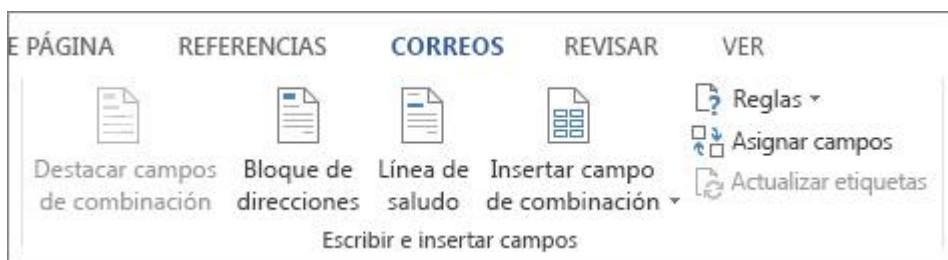 E PÁGINA REFERENCIAS CORREOS REVISAR VER
Destacar campos
de combinación
Bloque de
direcciones
Línea de
saludo
Insertar campo
de combinación
Reglas
Asignar campos
Actualizar etiquetas
Escribir e insertar campos